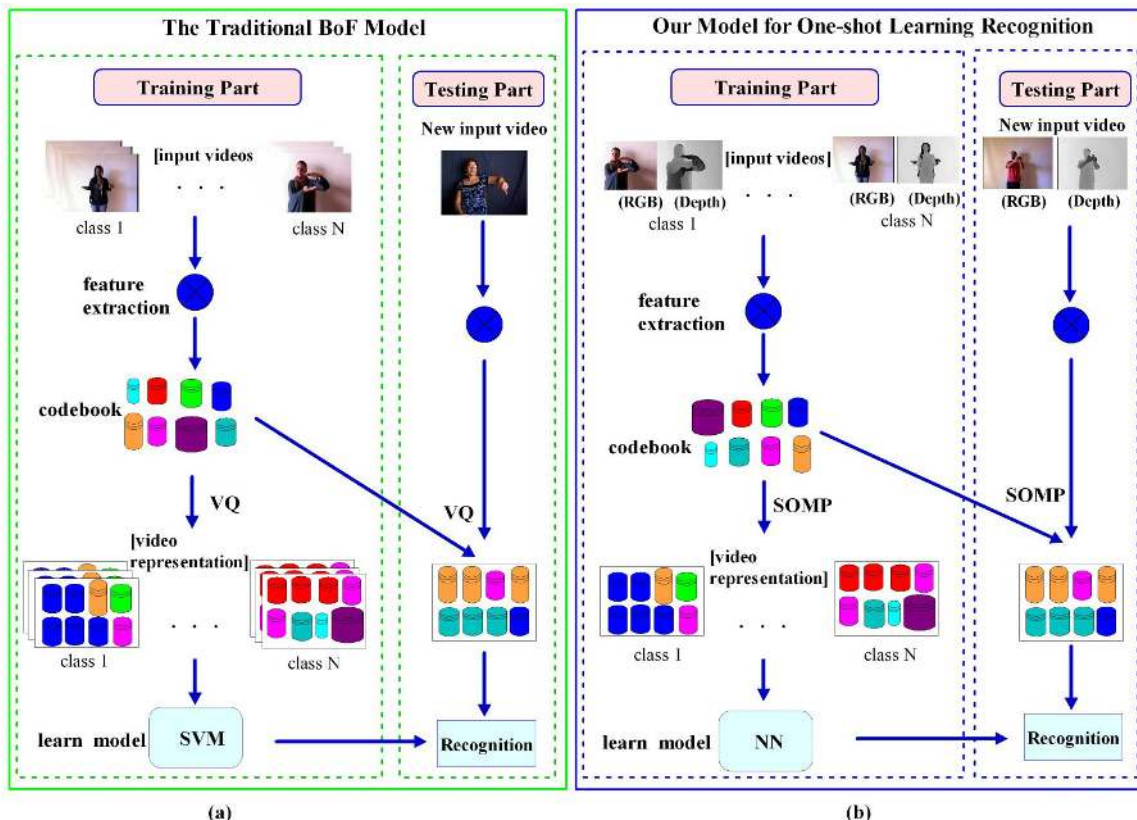 The Traditional BoF Model
Training Part
Testing Part
[input videos
. . .
class 1
class N
New input video
feature
extraction
codebook
VQ
VQ
[video
representation]
. . .
class 1
class N
learn model
SVM
Recognition
(a)
Our Model for One-shot Learning Recognition
Training Part
Testing Part
[input videos]
. . .
(RGB) (Depth)
class 1
(RGB) (Depth)
class N
New input video
(RGB) (Depth)
feature
extraction
codebook
SOMP
SOMP
[video
representation]
. . .
class 1
class N
learn model
NN
Recognition
(b)